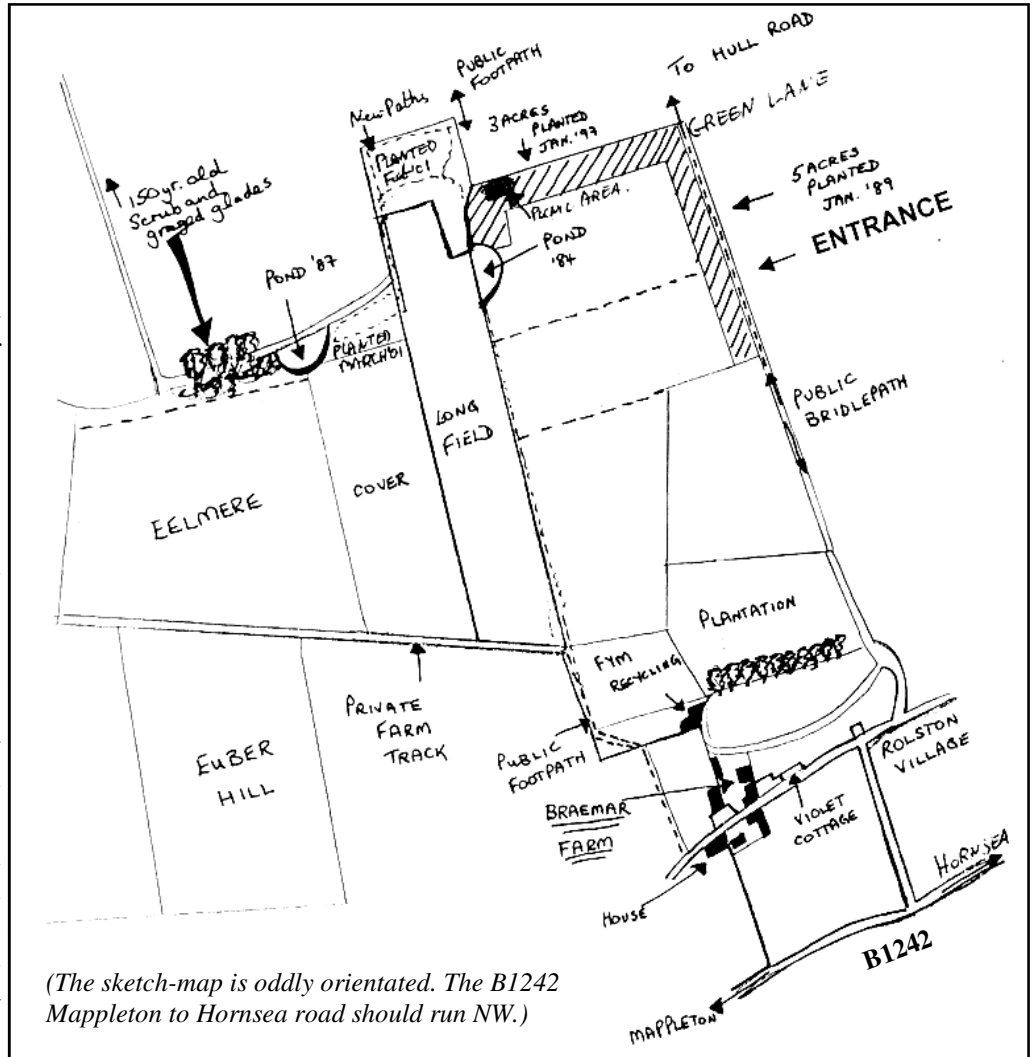 TO HULL ROAD
PUBLIC
FOOTPATH
New Paths
GREEN LANE
3 ACRES
PLANTED
JAN. '97
PLANTED
5 ACRES
PLANTED
JAN. '89
150 yr. old
Scrub and
grazed glades
PICNIC AREA.
ENTRANCE
POND '87
POND
'84
PLANTED
MARCH '01
PUBLIC
BRIDLEPATH
LONG
FIELD
COVER
EELMERE
PLANTATION
FYM
RECYCLING
PRIVATE
FARM
TRACK
EUBER
HILL
PUBLIC
FOOTPATH
ROLSTON
VILLAGE
BRAEMAR
FARM
VIOLET
COTTAGE
HORNSEA
HOUSE
B1242
(The sketch-map is oddly orientated. The B1242
Mappleton to Hornsea road should run NW.)
MAPPLETON